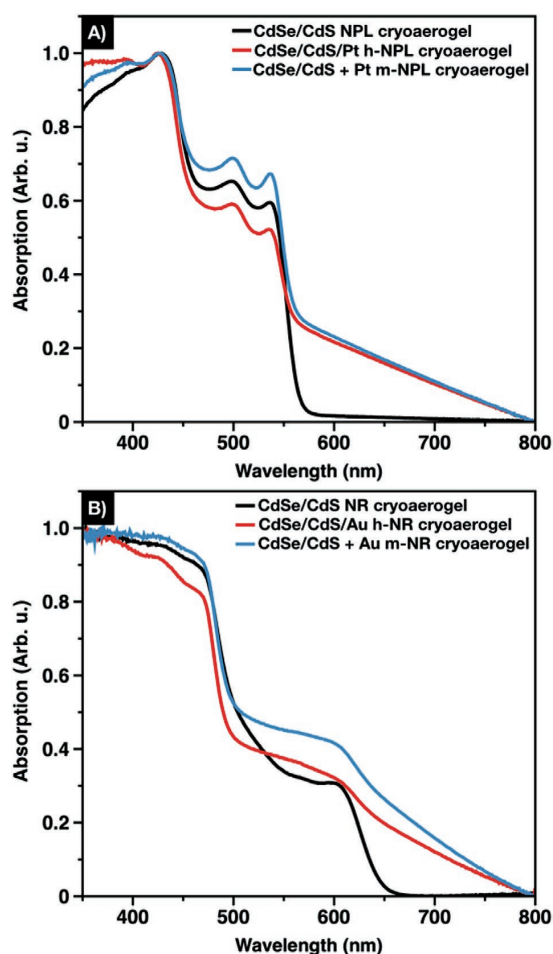 A)
CdSe/CdS NPL cryoaerogel
CdSe/CdS/Pt h-NPL cryoaerogel
CdSe/CdS + Pt m-NPL cryoaerogel
1.0
0.8
0.6
0.4
0.2
0
Absorption (Arb. u.)
400 500 600 700 800
Wavelength (nm)
B)
CdSe/CdS NR cryoaerogel
CdSe/CdS/Au h-NR cryoaerogel
CdSe/CdS + Au m-NR cryoaerogel
1.0
0.8
0.6
0.4
0.2
0
Absorption (Arb. u.)
400 500 600 700 800
Wavelength (nm)